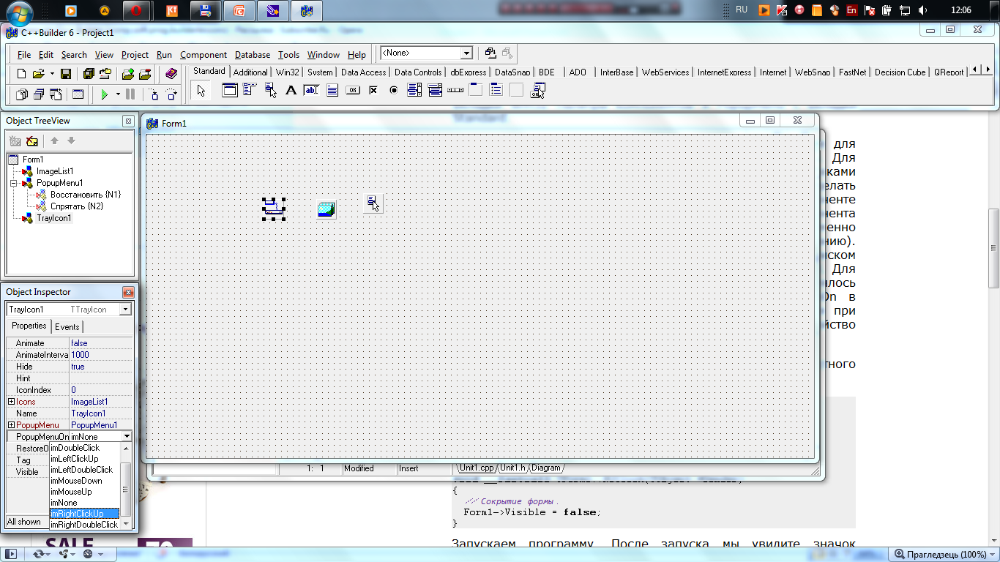 RU
En
12:06
C++Builder 6 - Project1
File Edit Search View Project Run Component Database Tools Window Help
<None>
Standard Additional Win32 System Data Access Data Controls dbExpress DataSnap BDE ADO InterBase WebServices InternetExpress Internet WebSnap FastNet Decision Cube QReport
Object TreeView
Form1
ImageList1
PopupMenu1
Восстановить {N1}
Спрятать {N2}
TrayIcon1
Form1
для
Для
ками
елать
ненте
нента
енно
нию).
иском
Для
илось
On в
при
йство
тного
Object Inspector
TrayIcon1 TTrayIcon
Properties Events
Animate false
AnimateInterva 1000
Hide true
Hint
IconIndex 0
Icons ImageList1
Name TrayIcon1
PopupMenu PopupMenu1
PopupMenuOn imNone
RestoreO
Tag
Visible
imDoubleClick
imLeftClickUp
imLeftDoubleClick
imMouseDown
imMouseUp
imNone
imRightClickUp
imRightDoubleClick
All shown
1: 1 Modified Insert Unit1.cpp Unit1.h Diagram
{
//Сокрытие формы.
Form1->Visible = false;
}
Запускаем программу. После запуска мы увидите значок
SALE
Прагледзець (100%)